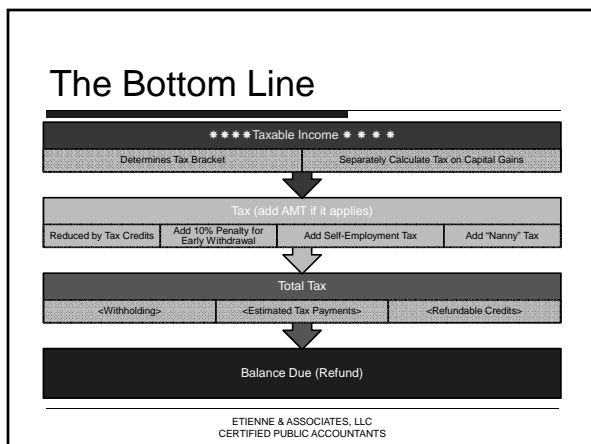 The Bottom Line
✷✷✷✷Taxable Income ✷ ✷ ✷ ✷
Determines Tax Bracket
Separately Calculate Tax on Capital Gains
Tax (add AMT if it applies)
Reduced by Tax Credits
Add 10% Penalty for
Early Withdrawal
Add Self-Employment Tax
Add “Nanny” Tax
Total Tax
<Withholding>
<Estimated Tax Payments>
<Refundable Credits>
Balance Due (Refund)
ETIENNE & ASSOCIATES, LLC
CERTIFIED PUBLIC ACCOUNTANTS